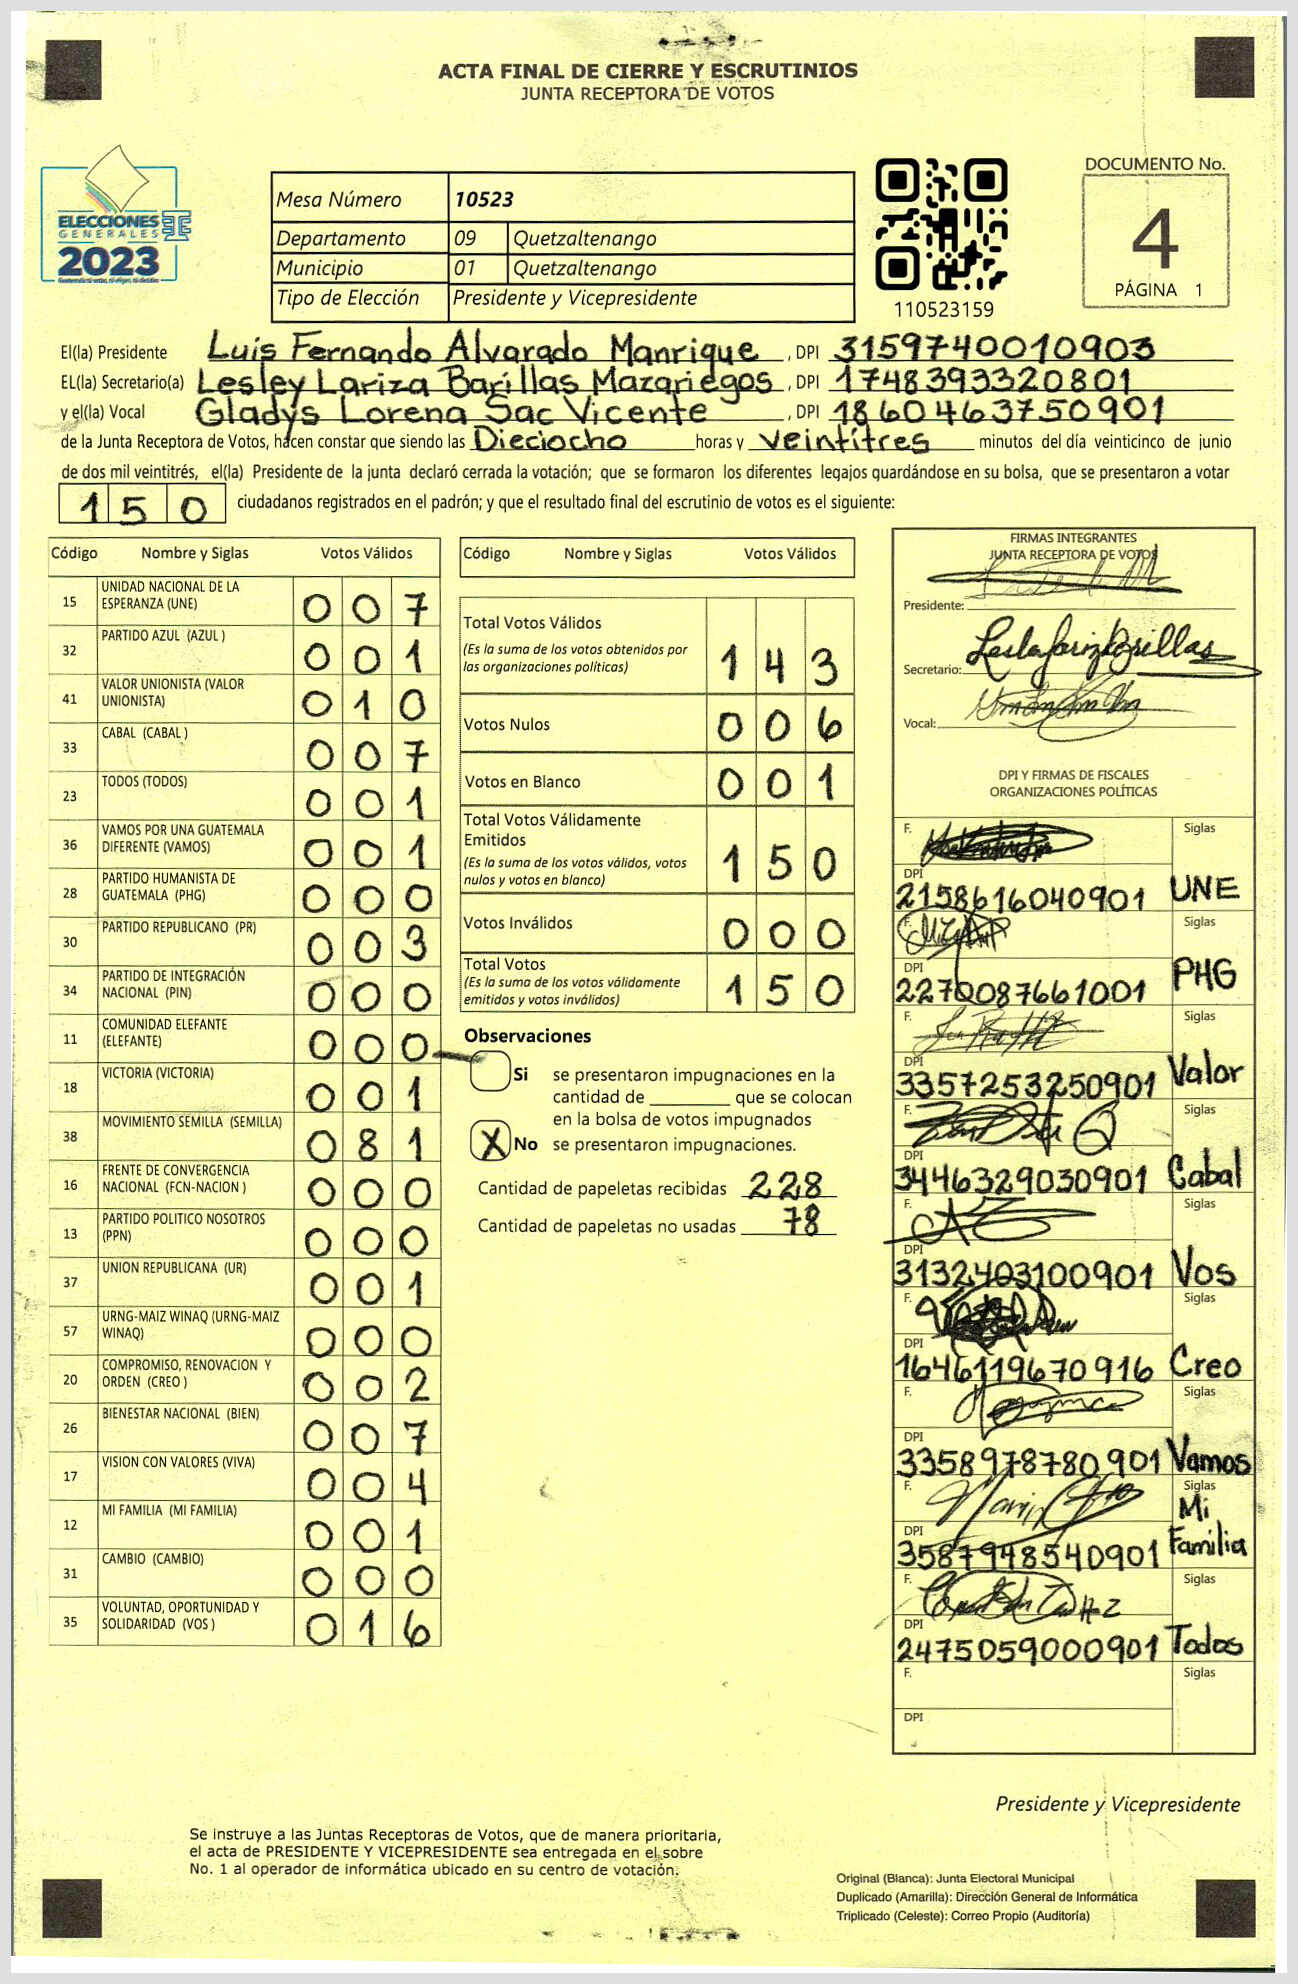 ACTA FINAL DE CIERRE Y ESCRUTINIOS
JUNTA RECEPTORA DE VOTOS
ELECCIONES
GENERALES
2023
Mesa Número 10523
Departamento 09 Quetzaltenango
Municipio 01 Quetzaltenango
Tipo de Elección Presidente y Vicepresidente
110523159
DOCUMENTO No.
4
PÁGINA 1
El(la) Presidente Luis Fernando Alvarado Manrique, DPI 3159740010903
EL(la) Secretario(a) Lesley Lariza Barillas Mazariegos, DPI 1748393320801
y el(la) Vocal Gladys Lorena Sac Vicente, DPI 1860463750901
de la Junta Receptora de Votos, hacen constar que siendo las Dieciocho horas y veintitres minutos del día veinticinco de junio
de dos mil veintitrés, el(la) Presidente de la junta declaró cerrada la votación; que se formaron los diferentes legajos guardándose en su bolsa, que se presentaron a votar
150 ciudadanos registrados en el padrón; y que el resultado final del escrutinio de votos es el siguiente:
Código Nombre y Siglas Votos Válidos
15 UNIDAD NACIONAL DE LA ESPERANZA (UNE) 007
32 PARTIDO AZUL (AZUL ) 001
41 VALOR UNIONISTA (VALOR UNIONISTA) 010
33 CABAL (CABAL ) 007
23 TODOS (TODOS) 001
36 VAMOS POR UNA GUATEMALA DIFERENTE (VAMOS) 001
28 PARTIDO HUMANISTA DE GUATEMALA (PHG) 000
30 PARTIDO REPUBLICANO (PR) 003
34 PARTIDO DE INTEGRACIÓN NACIONAL (PIN) 000
11 COMUNIDAD ELEFANTE (ELEFANTE) 000
18 VICTORIA (VICTORIA) 001
38 MOVIMIENTO SEMILLA (SEMILLA) 081
16 FRENTE DE CONVERGENCIA NACIONAL (FCN-NACION ) 000
13 PARTIDO POLITICO NOSOTROS (PPN) 000
37 UNION REPUBLICANA (UR) 001
57 URNG-MAIZ WINAQ (URNG-MAIZ WINAQ) 000
20 COMPROMISO, RENOVACION Y ORDEN (CREO ) 002
26 BIENESTAR NACIONAL (BIEN) 007
17 VISION CON VALORES (VIVA) 004
12 MI FAMILIA (MI FAMILIA) 001
31 CAMBIO (CAMBIO) 000
35 VOLUNTAD, OPORTUNIDAD Y SOLIDARIDAD (VOS ) 016
Código Nombre y Siglas Votos Válidos
Total Votos Válidos
(Es la suma de los votos obtenidos por las organizaciones políticas) 143
Votos Nulos 006
Votos en Blanco 001
Total Votos Válidamente Emitidos
(Es la suma de los votos válidos, votos nulos y votos en blanco) 150
Votos Inválidos 000
Total Votos
(Es la suma de los votos válidamente emitidos y votos inválidos) 150
Observaciones
Si se presentaron impugnaciones en la
cantidad de ________ que se colocan
en la bolsa de votos impugnados
X No se presentaron impugnaciones.
Cantidad de papeletas recibidas 228
Cantidad de papeletas no usadas 78
FIRMAS INTEGRANTES
JUNTA RECEPTORA DE VOTOS
Presidente:
Secretario:
Vocal:
DPI Y FIRMAS DE FISCALES
ORGANIZACIONES POLÍTICAS
F. Siglas
DPI
2158616040901 UNE
F. Siglas
DPI
2270087661001 PHG
F. Siglas
DPI
3357253250901 Valor
F. Siglas
DPI
3446329030901 Cabal
F. Siglas
DPI
3132403100901 Vos
F. Siglas
DPI
1646119670916 Creo
F. Siglas
DPI
3358978780901 Vamos
F. Siglas
DPI
3587948540901 Mi Familia
F. Siglas
DPI
2475059000901 Todos
F. Siglas
DPI
Presidente y Vicepresidente
Se instruye a las Juntas Receptoras de Votos, que de manera prioritaria,
el acta de PRESIDENTE Y VICEPRESIDENTE sea entregada en el sobre
No. 1 al operador de informática ubicado en su centro de votación.
Original (Blanca): Junta Electoral Municipal
Duplicado (Amarilla): Dirección General de Informática
Triplicado (Celeste): Correo Propio (Auditoría)